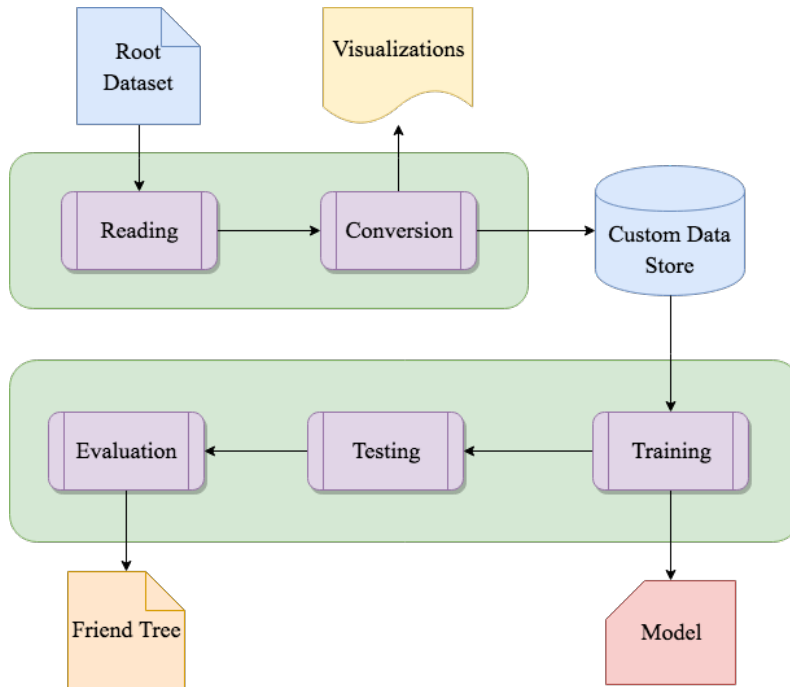 Root
Dataset
Visualizations
Reading
Conversion
Custom Data
Store
Evaluation
Testing
Training
Friend Tree
Model